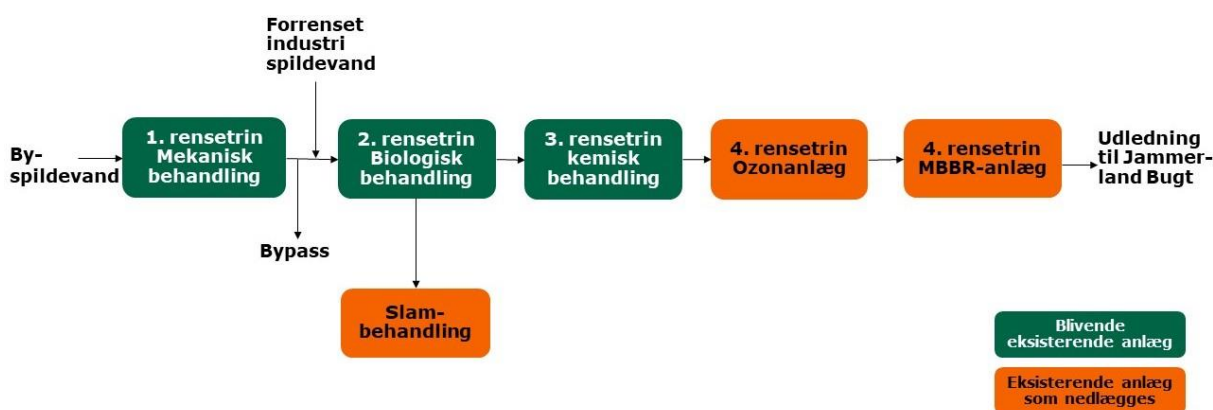 Forrenset
industri
spildevand
By-
spildevand
1. rensetrin
Mekanisk
behandling
2. rensetrin
Biologisk
behandling
3. rensetrin
kemisk
behandling
4. rensetrin
Ozonanlæg
4. rensetrin
MBBR-anlæg
Udledning
til Jammer-
land Bugt
Bypass
Slam-
behandling
Blivende
eksisterende anlæg
Eksisterende anlæg
som nedlægges